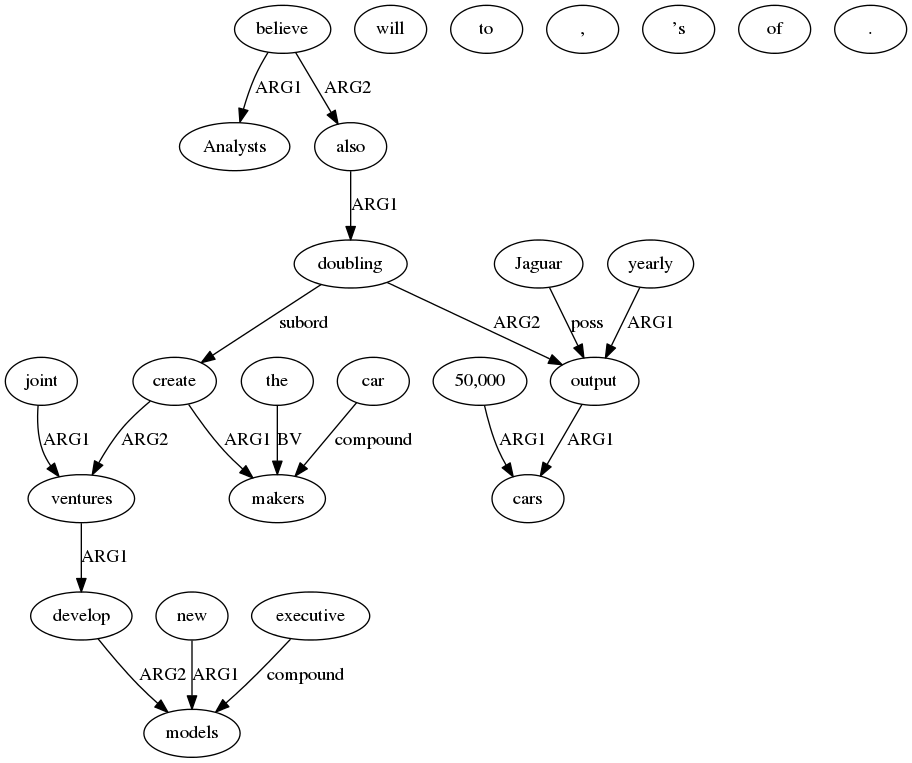 believe will to , ’s of .
ARG1 ARG2
Analysts also
ARG1
doubling Jaguar yearly
subord ARG2 poss ARG1
joint create the car 50,000 output
ARG1 ARG2 ARG1 BV compound ARG1 ARG1
ventures makers cars
ARG1
develop new executive
ARG2 ARG1 compound
models